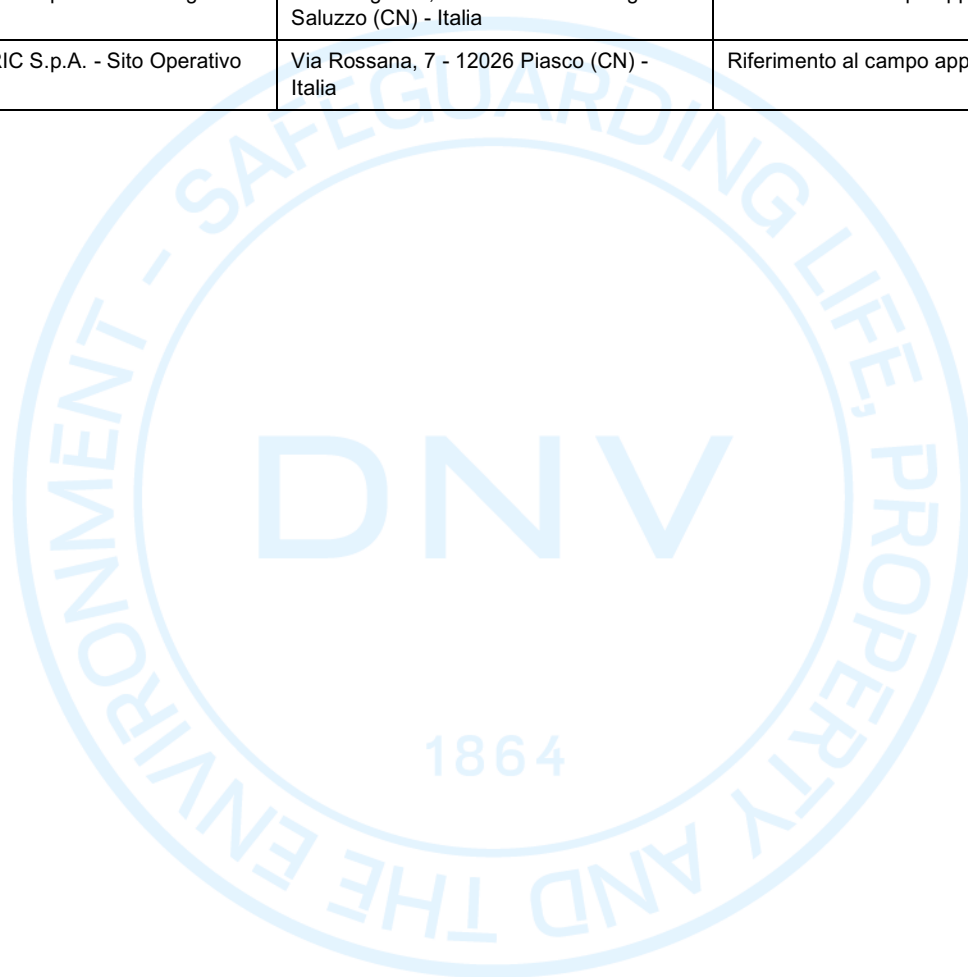 Saluzzo (CN) - Italia
IC S.p.A. - Sito Operativo
Via Rossana, 7 - 12026 Piasco (CN) -
Italia
Riferimento al campo app
SAFEGUARDING LIFE, PROPERTY AND THE ENVIRONMENT -
DNV
1864